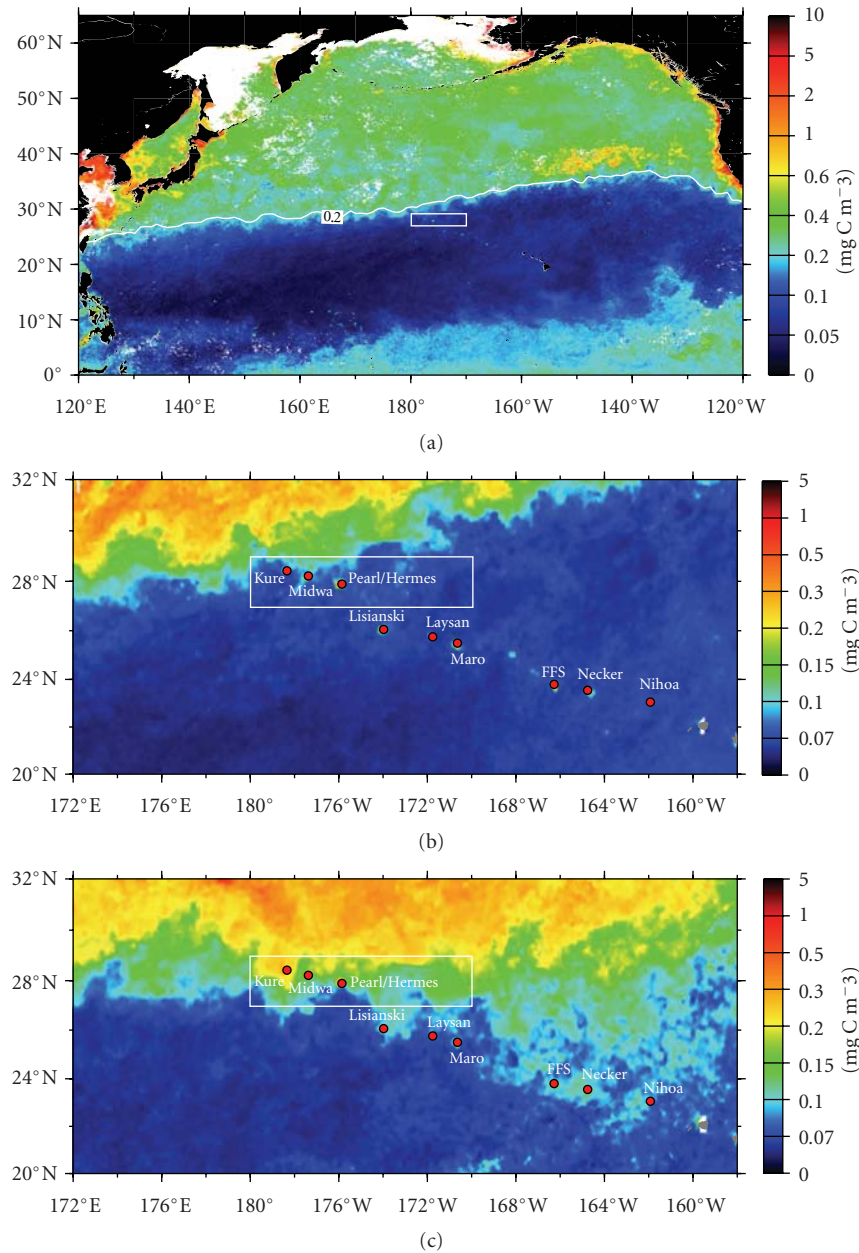 60°N
50°N
40°N
30°N
20°N
10°N
0°
0.2
120°E 140°E 160°E 180° 160°W 140°W 120°W
10
5
2
1
0.6
0.4
0.2
0.1
0.05
0
(mg C m−3)
(a)
32°N
28°N
24°N
20°N
Kure
Midwa
Pearl/Hermes
Lisianski
Laysan
Maro
FFS
Necker
Nihoa
172°E 176°E 180° 176°W 172°W 168°W 164°W 160°W
5
1
0.5
0.3
0.2
0.15
0.1
0.07
0
(mg C m−3)
(b)
32°N
28°N
24°N
20°N
Kure
Midwa
Pearl/Hermes
Lisianski
Laysan
Maro
FFS
Necker
Nihoa
172°E 176°E 180° 176°W 172°W 168°W 164°W 160°W
5
1
0.5
0.3
0.2
0.15
0.1
0.07
0
(mg C m−3)
(c)